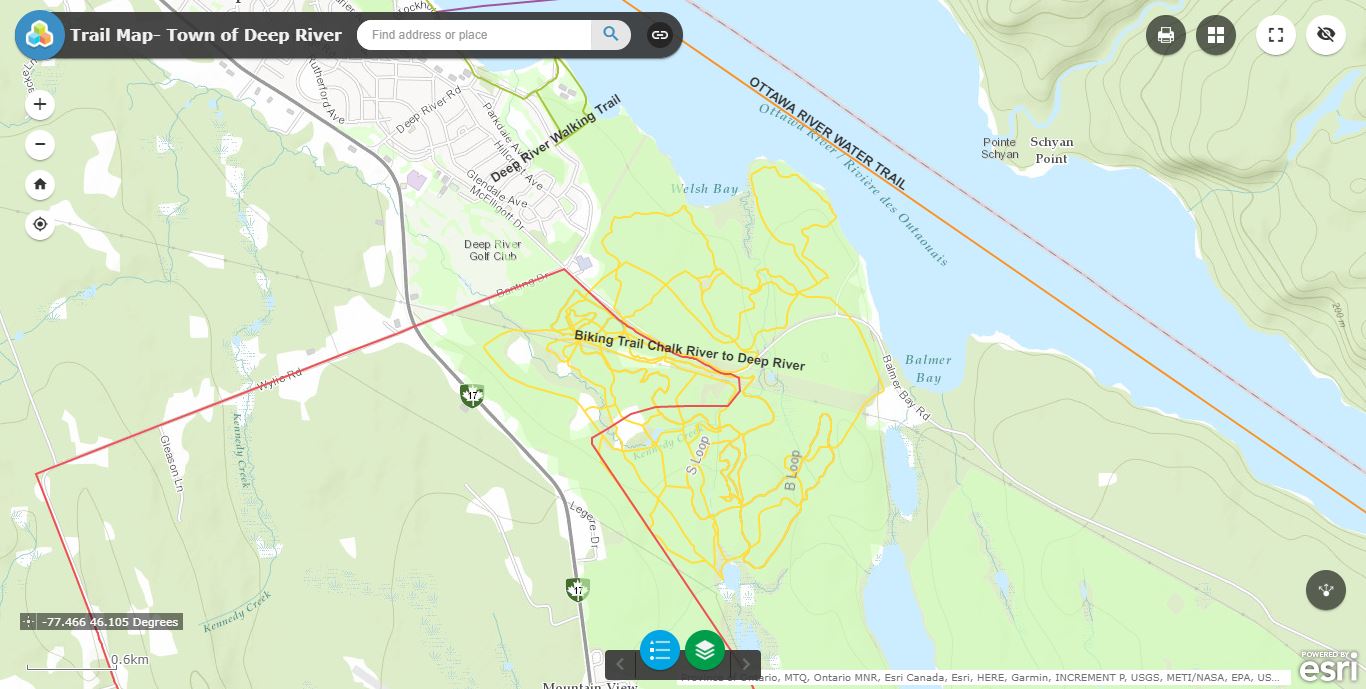 Trail Map- Town of Deep River
Find address or place
Rutherford Ave
Deep River Rd
Parkdale Ave
Hillcrest Ave
Deep River Walking Trail
Glendale Ave
McElligott Dr
Deep River
Golf Club
Banting Dr
Welsh Bay
OTTAWA RIVER WATER TRAIL
Ottawa River / Rivière des Outaouais
Pointe
Schyan
Schyan
Point
200 m
Biking Trail Chalk River to Deep River
Balmer
Bay
Balmer Bay Rd
Wylie Rd
17
Gleason Ln
Kennedy Creek
Kennedy Creek
S Loop
B Loop
Legere Dr
17
Kennedy Creek
-77.466 46.105 Degrees
0.6km
Mountain View
Province of Ontario, MTQ, Ontario MNR, Esri Canada, Esri, HERE, Garmin, INCREMENT P, USGS, METI/NASA, EPA, US...
POWERED BY
esri